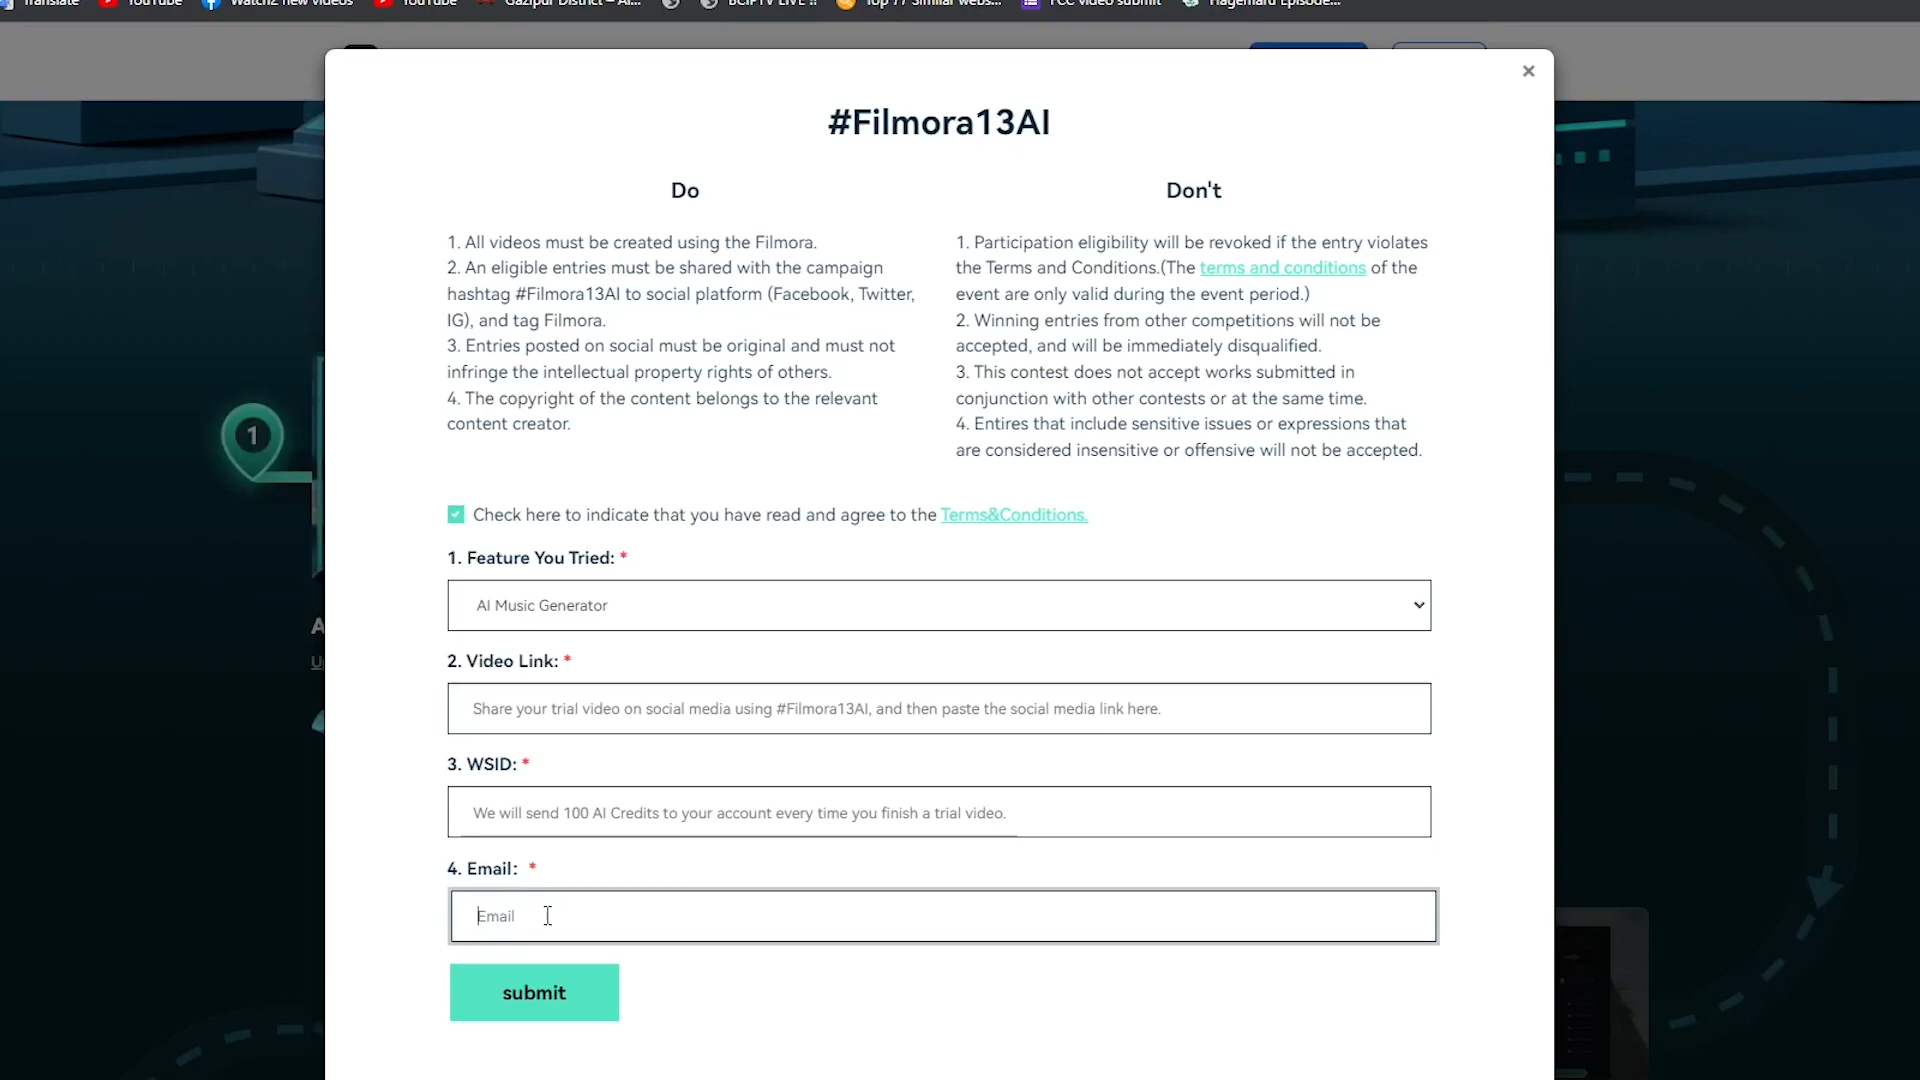 Translate
YouTube
YouTube
#Filmora13AI
Do
Don't
1. All videos must be created using the Filmora.
2. An eligible entries must be shared with the campaign
hashtag #Filmora13AI to social platform (Facebook, Twitter,
IG), and tag Filmora.
3. Entries posted on social must be original and must not
infringe the intellectual property rights of others.
4. The copyright of the content belongs to the relevant
content creator.
1. Participation eligibility will be revoked if the entry violates
the Terms and Conditions.(The terms and conditions of the
event are only valid during the event period.)
2. Winning entries from other competitions will not be
accepted, and will be immediately disqualified.
3. This contest does not accept works submitted in
conjunction with other contests or at the same time.
4. Entires that include sensitive issues or expressions that
are considered insensitive or offensive will not be accepted.
1
Check here to indicate that you have read and agree to the Terms&Conditions.
1. Feature You Tried: *
AI Music Generator
2. Video Link: *
Share your trial video on social media using #Filmora13AI, and then paste the social media link here.
3. WSID: *
We will send 100 AI Credits to your account every time you finish a trial video.
4. Email: *
Email
submit